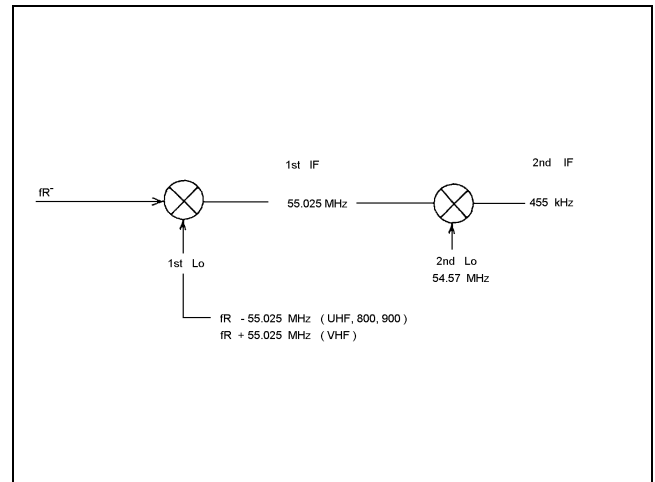 1st IF
2nd IF
fR-
55.025 MHz
455 kHz
1st Lo
2nd Lo
54.57 MHz
fR - 55.025 MHz ( UHF, 800, 900 )
fR + 55.025 MHz ( VHF )